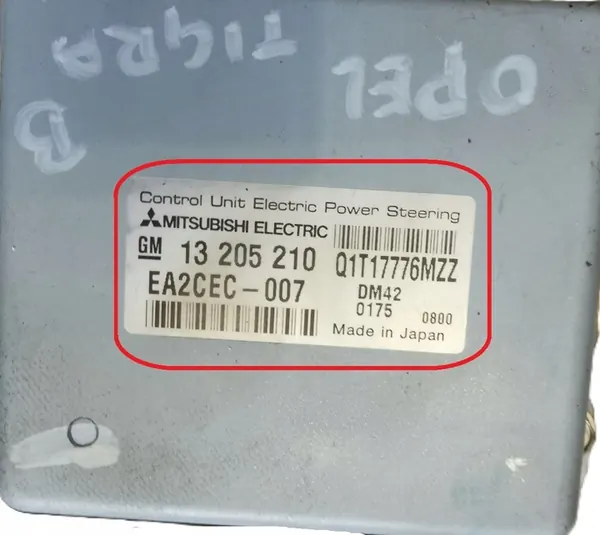 OPEL
TIGRA
B
Control Unit Electric Power Steering
MITSUBISHI ELECTRIC
GM 13 205 210 Q1T17776MZZ
EA2CEC-007 DM42
0175 0800
Made in Japan